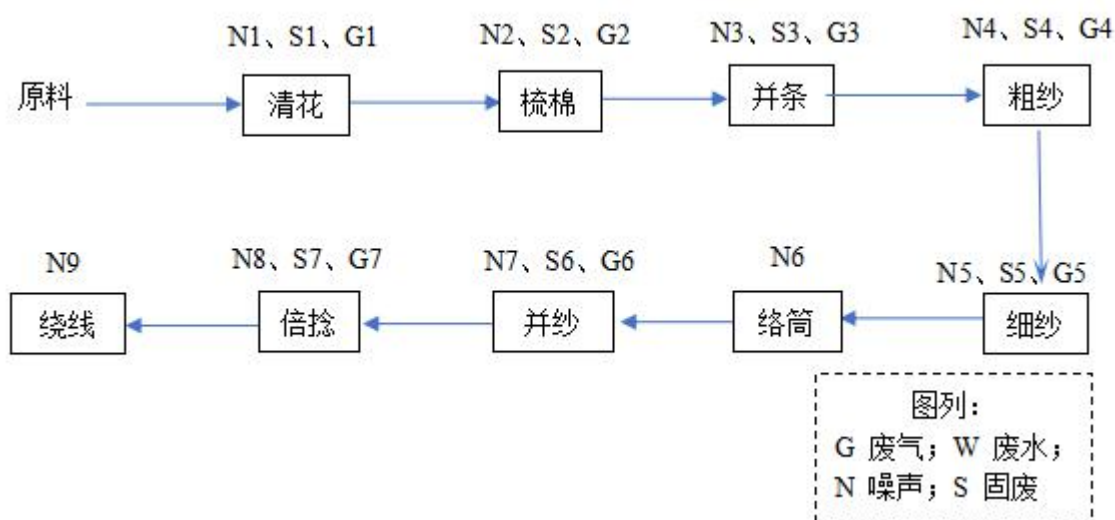 N1、S1、G1
N2、S2、G2
N3、S3、G3
N4、S4、G4
原料
清花
梳棉
并条
粗纱
N9
N8、S7、G7
N7、S6、G6
N6
N5、S5、G5
绕线
倍捻
并纱
络筒
细纱
图列：
G 废气；W 废水；
N 噪声；S 固废